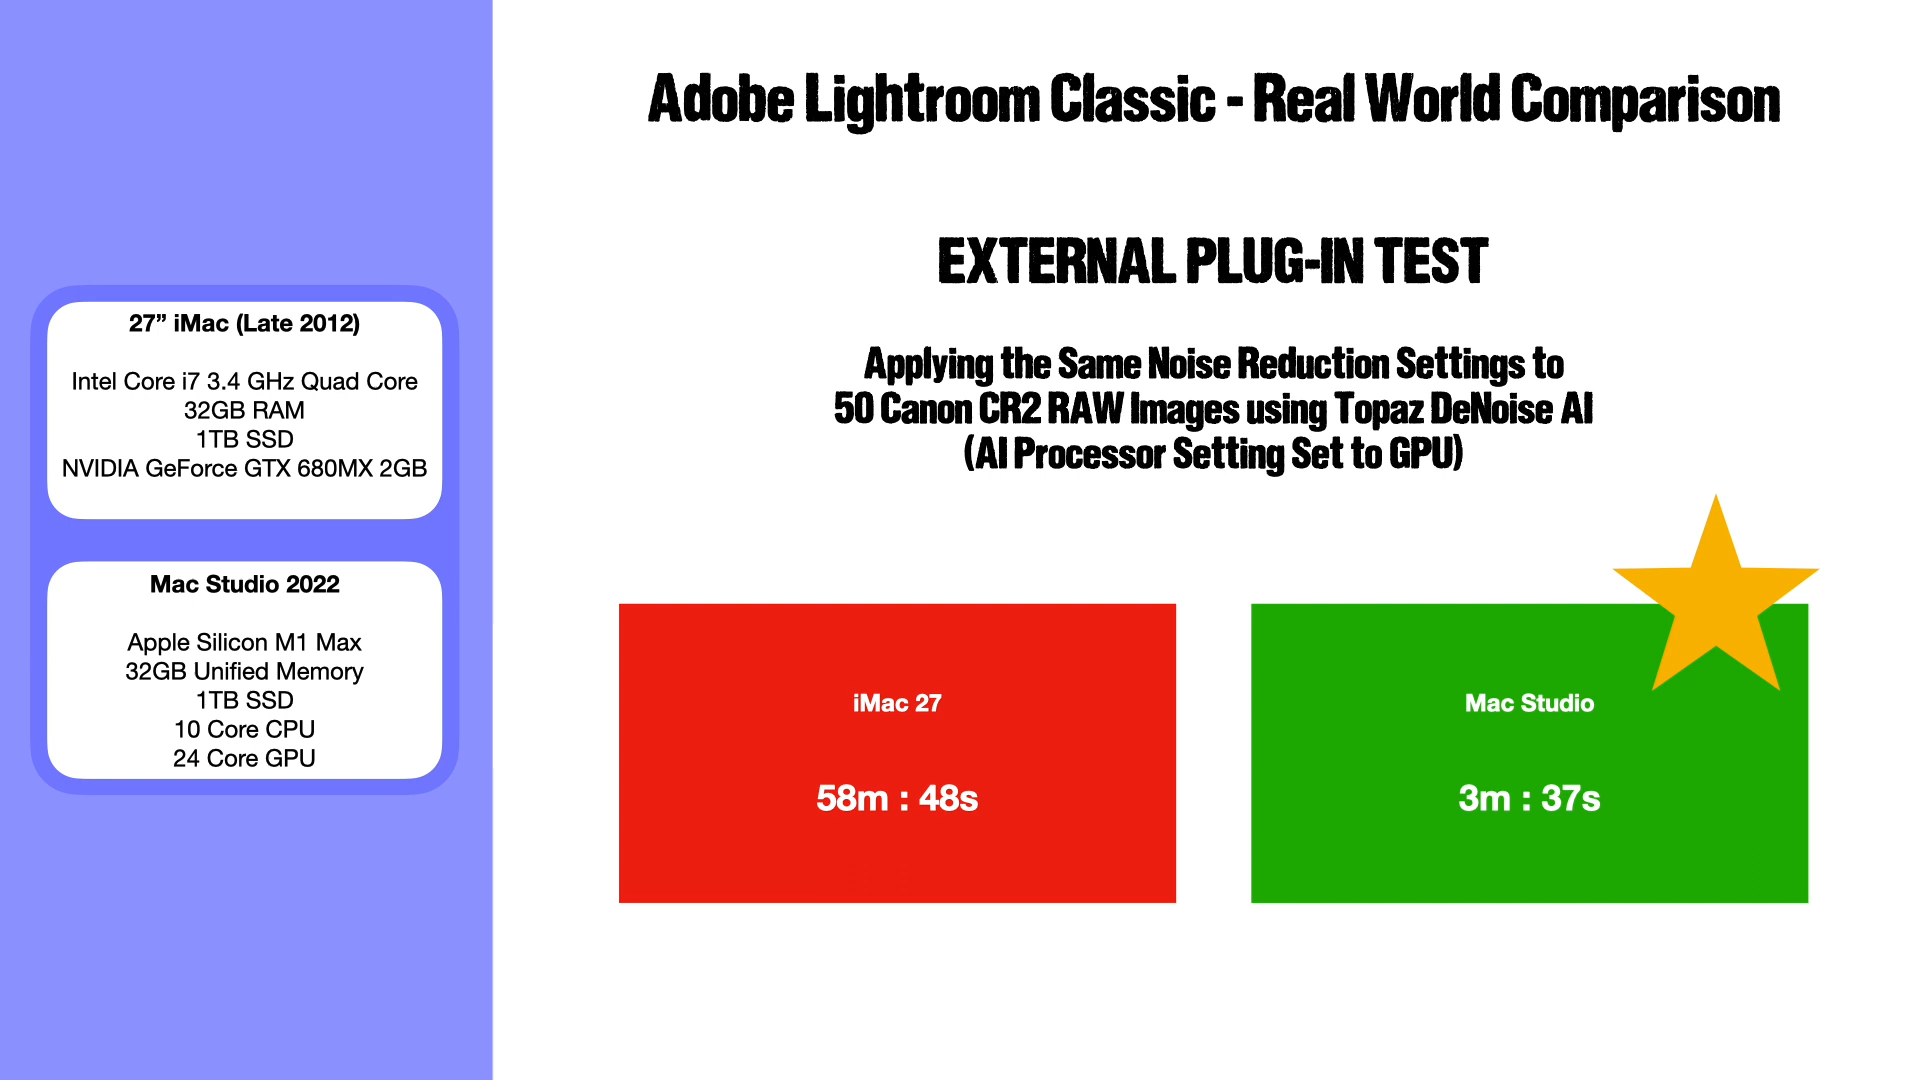 Adobe Lightroom Classic - Real World Comparison
EXTERNAL PLUG-IN TEST
Applying the Same Noise Reduction Settings to
50 Canon CR2 RAW Images using Topaz DeNoise AI
(AI Processor Setting Set to GPU)
27” iMac (Late 2012)
Intel Core i7 3.4 GHz Quad Core
32GB RAM
1TB SSD
NVIDIA GeForce GTX 680MX 2GB
Mac Studio 2022
Apple Silicon M1 Max
32GB Unified Memory
1TB SSD
10 Core CPU
24 Core GPU
iMac 27
58m : 48s
Mac Studio
3m : 37s